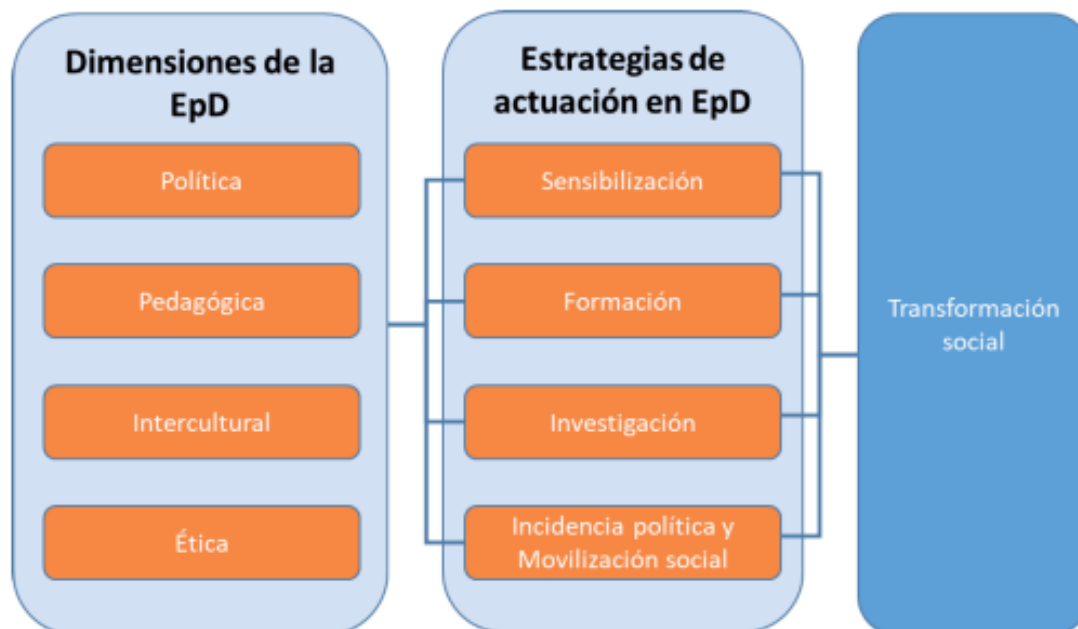 Dimensiones de la
EpD
Política
Pedagógica
Intercultural
Ética
Estrategias de
actuación en EpD
Sensibilización
Formación
Investigación
Incidencia política y
Movilización social
Transformación
social